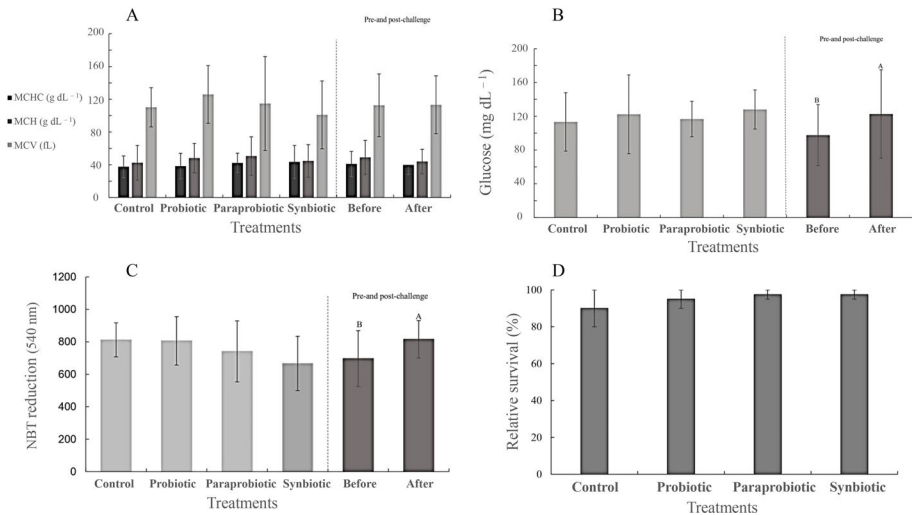 A
Pre-and post-challenge
200
160
120
80
40
0
MCHC (g dL⁻¹)
MCH (g dL⁻¹)
MCV (fL)
Control Probiotic Paraprobiotic Synbiotic Before After
Treatments
B
Pre-and post-challenge
200
160
120
80
40
0
Glucose (mg dL⁻¹)
B
A
Control Probiotic Paraprobiotic Synbiotic Before After
Treatments
C
Pre-and post-challenge
1200
1000
800
600
400
200
0
NBT reduction (540 nm)
B
A
Control Probiotic Paraprobiotic Synbiotic Before After
Treatments
D
100
80
60
40
20
0
Relative survival (%)
Control Probiotic Paraprobiotic Synbiotic
Treatments